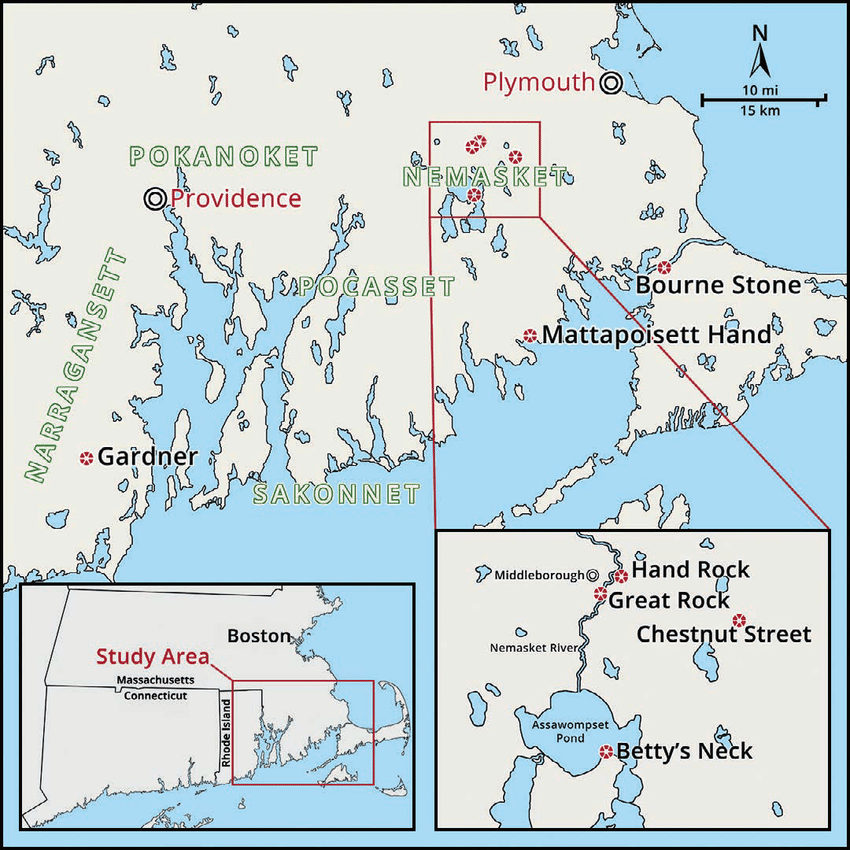 N
Plymouth
10 mi
15 km
POKANOKET
NEMASKET
Providence
POCASSET
Bourne Stone
NARRAGANSETT
Mattapoisett Hand
Gardner
SAKONNET
Boston
Study Area
Massachusetts
Connecticut
Rhode Island
Middleborough
Hand Rock
Great Rock
Chestnut Street
Nemasket River
Assawompset
Pond
Betty's Neck